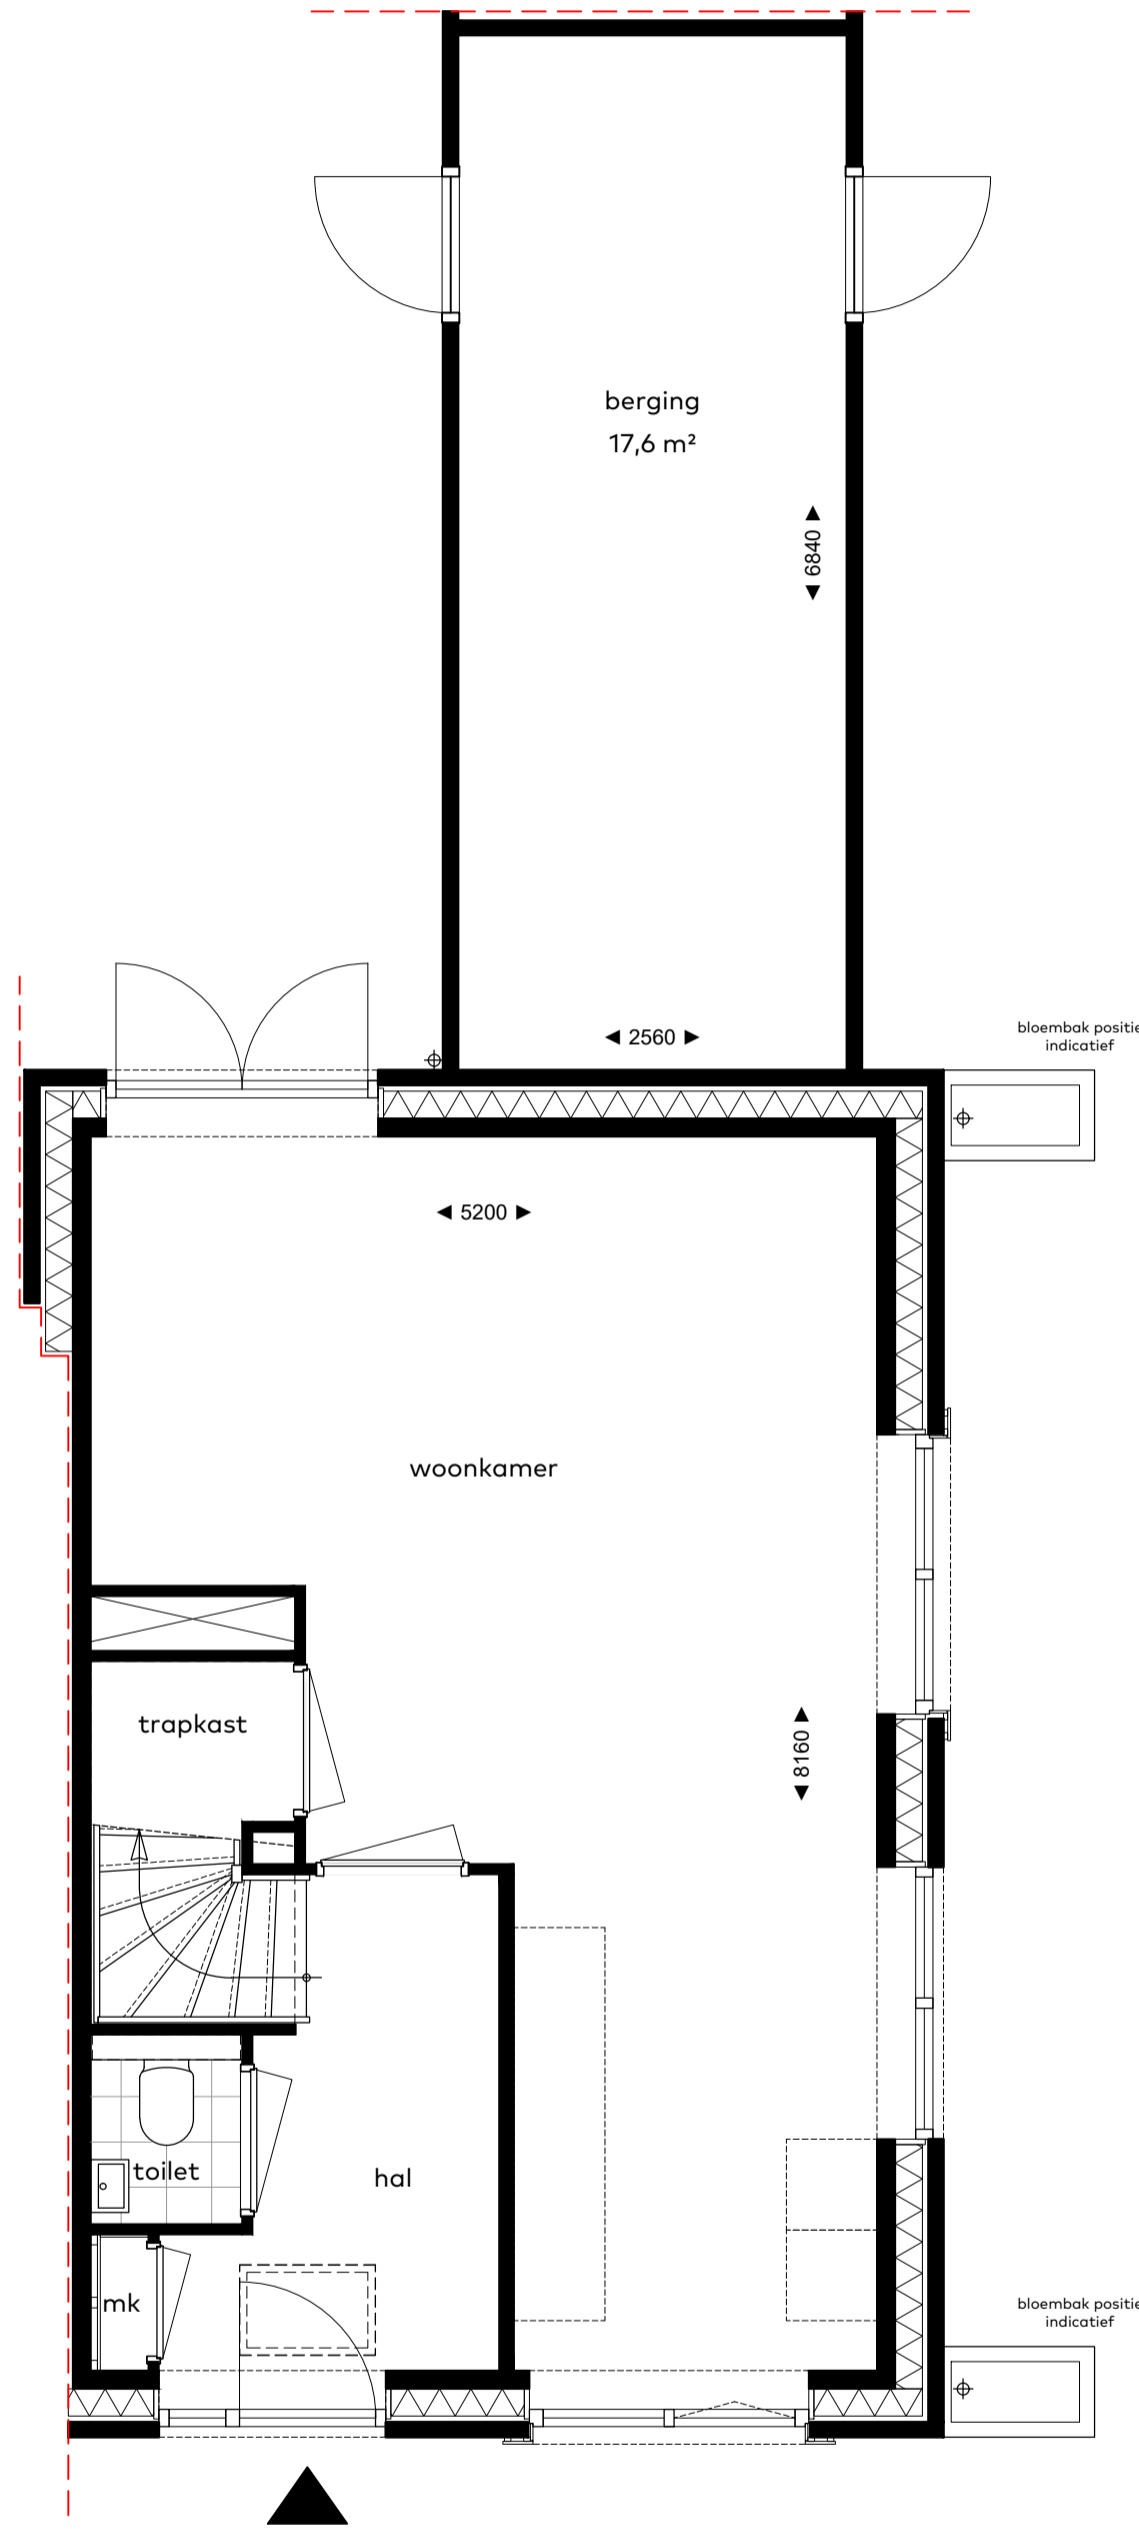 berging
17,6 m²
6840
2560
bloembak positie
indicatief
5200
woonkamer
trapkast
8160
toilet
hal
mk
bloembak positie
indicatief